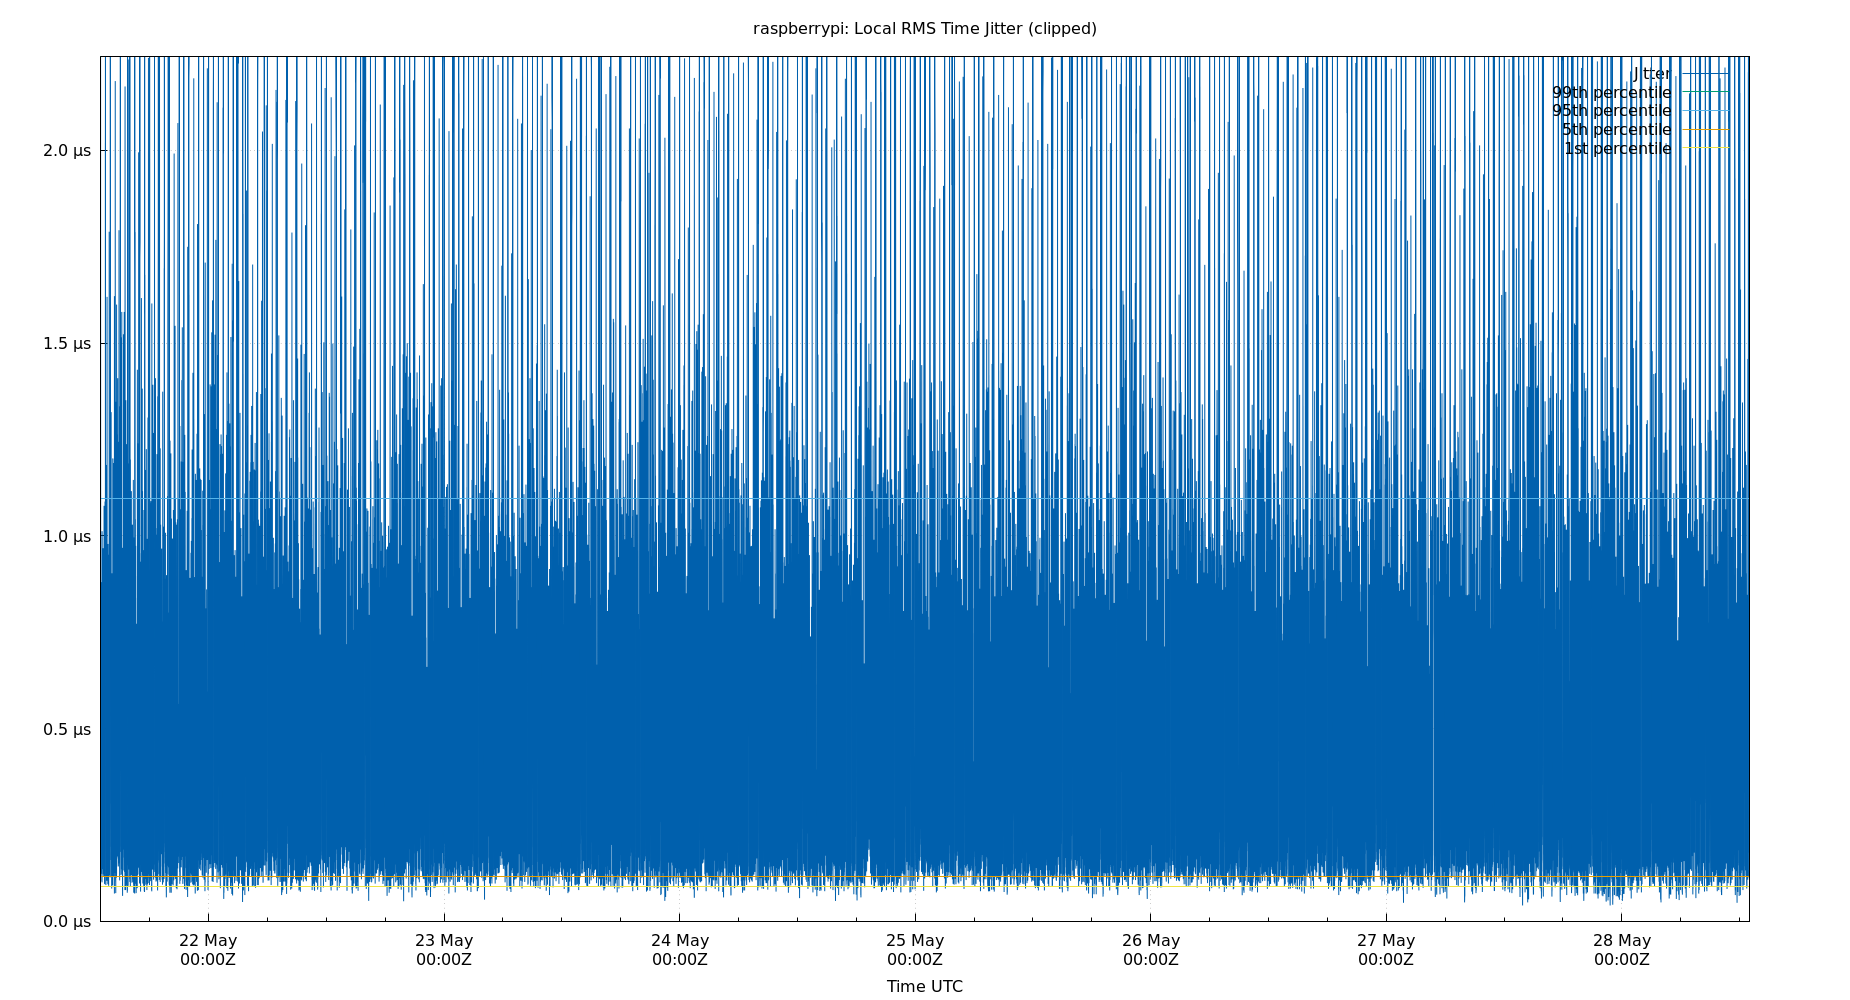 raspberrypi: Local RMS Time Jitter (clipped)
Jitter
99th percentile
95th percentile
5th percentile
1st percentile
2.0 μs
1.5 μs
1.0 μs
0.5 μs
0.0 μs
22 May 23 May 24 May 25 May 26 May 27 May 28 May
00:00Z 00:00Z 00:00Z 00:00Z 00:00Z 00:00Z 00:00Z
Time UTC